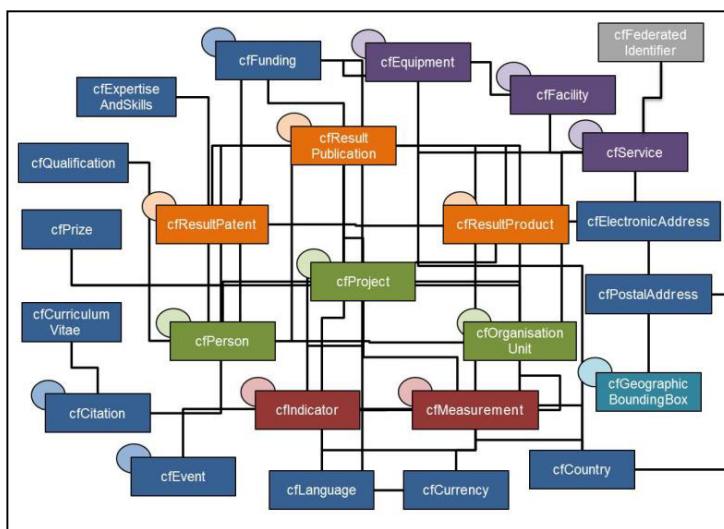 cfFunding
cfEquipment
cfFederated
Identifier
cfExpertise
AndSkills
cfFacility
cfResult
Publication
cfService
cfQualification
cfPrize
cfResultPatent
cfResultProduct
cfElectronicAddress
cfProject
cfPostalAddress
cfCurriculum
Vitae
cfPerson
cfOrganisation
Unit
cfGeographic
BoundingBox
cfCitation
cfIndicator
cfMeasurement
cfEvent
cfLanguage
cfCurrency
cfCountry